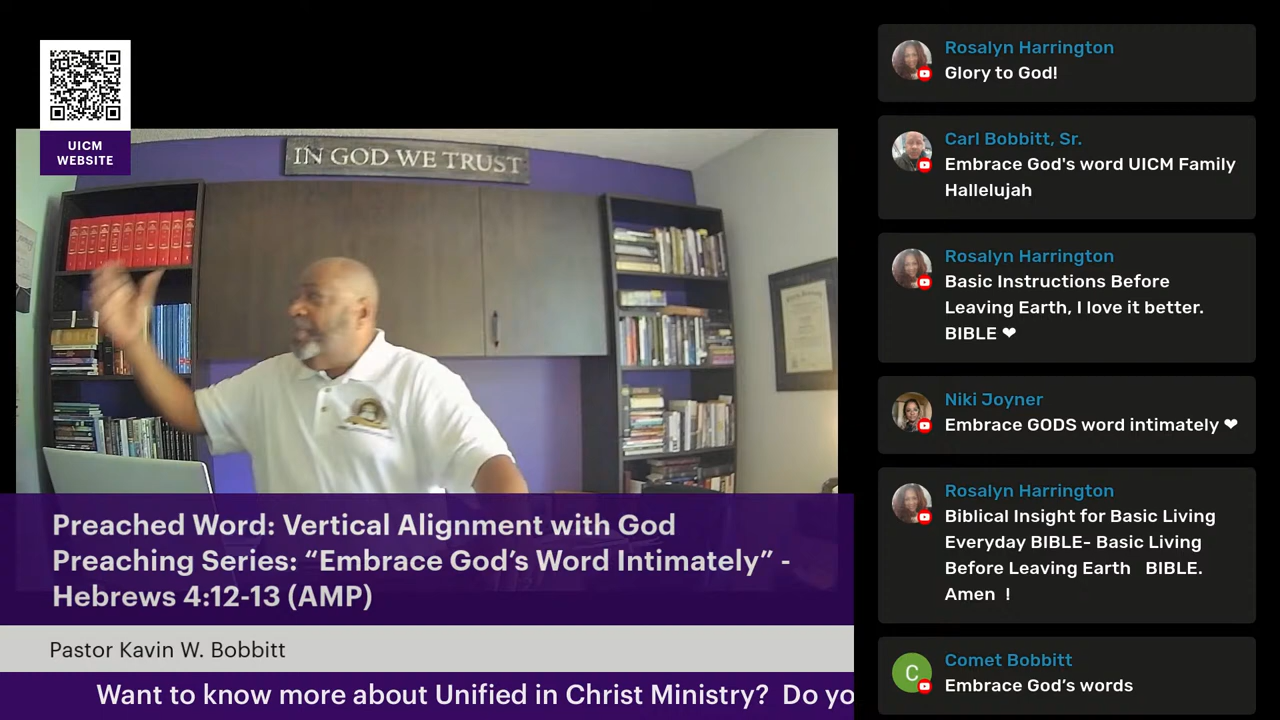 UICM
WEBSITE
IN GOD WE TRUST
Preached Word: Vertical Alignment with God
Preaching Series: “Embrace God’s Word Intimately” -
Hebrews 4:12-13 (AMP)
Pastor Kavin W. Bobbitt
Want to know more about Unified in Christ Ministry? Do yo
Rosalyn Harrington
Glory to God!
Carl Bobbitt, Sr.
Embrace God's word UICM Family
Hallelujah
Rosalyn Harrington
Basic Instructions Before
Leaving Earth, I love it better.
BIBLE ❤
Niki Joyner
Embrace GODS word intimately ❤
Rosalyn Harrington
Biblical Insight for Basic Living
Everyday BIBLE- Basic Living
Before Leaving Earth BIBLE.
Amen !
C
Comet Bobbitt
Embrace God’s words